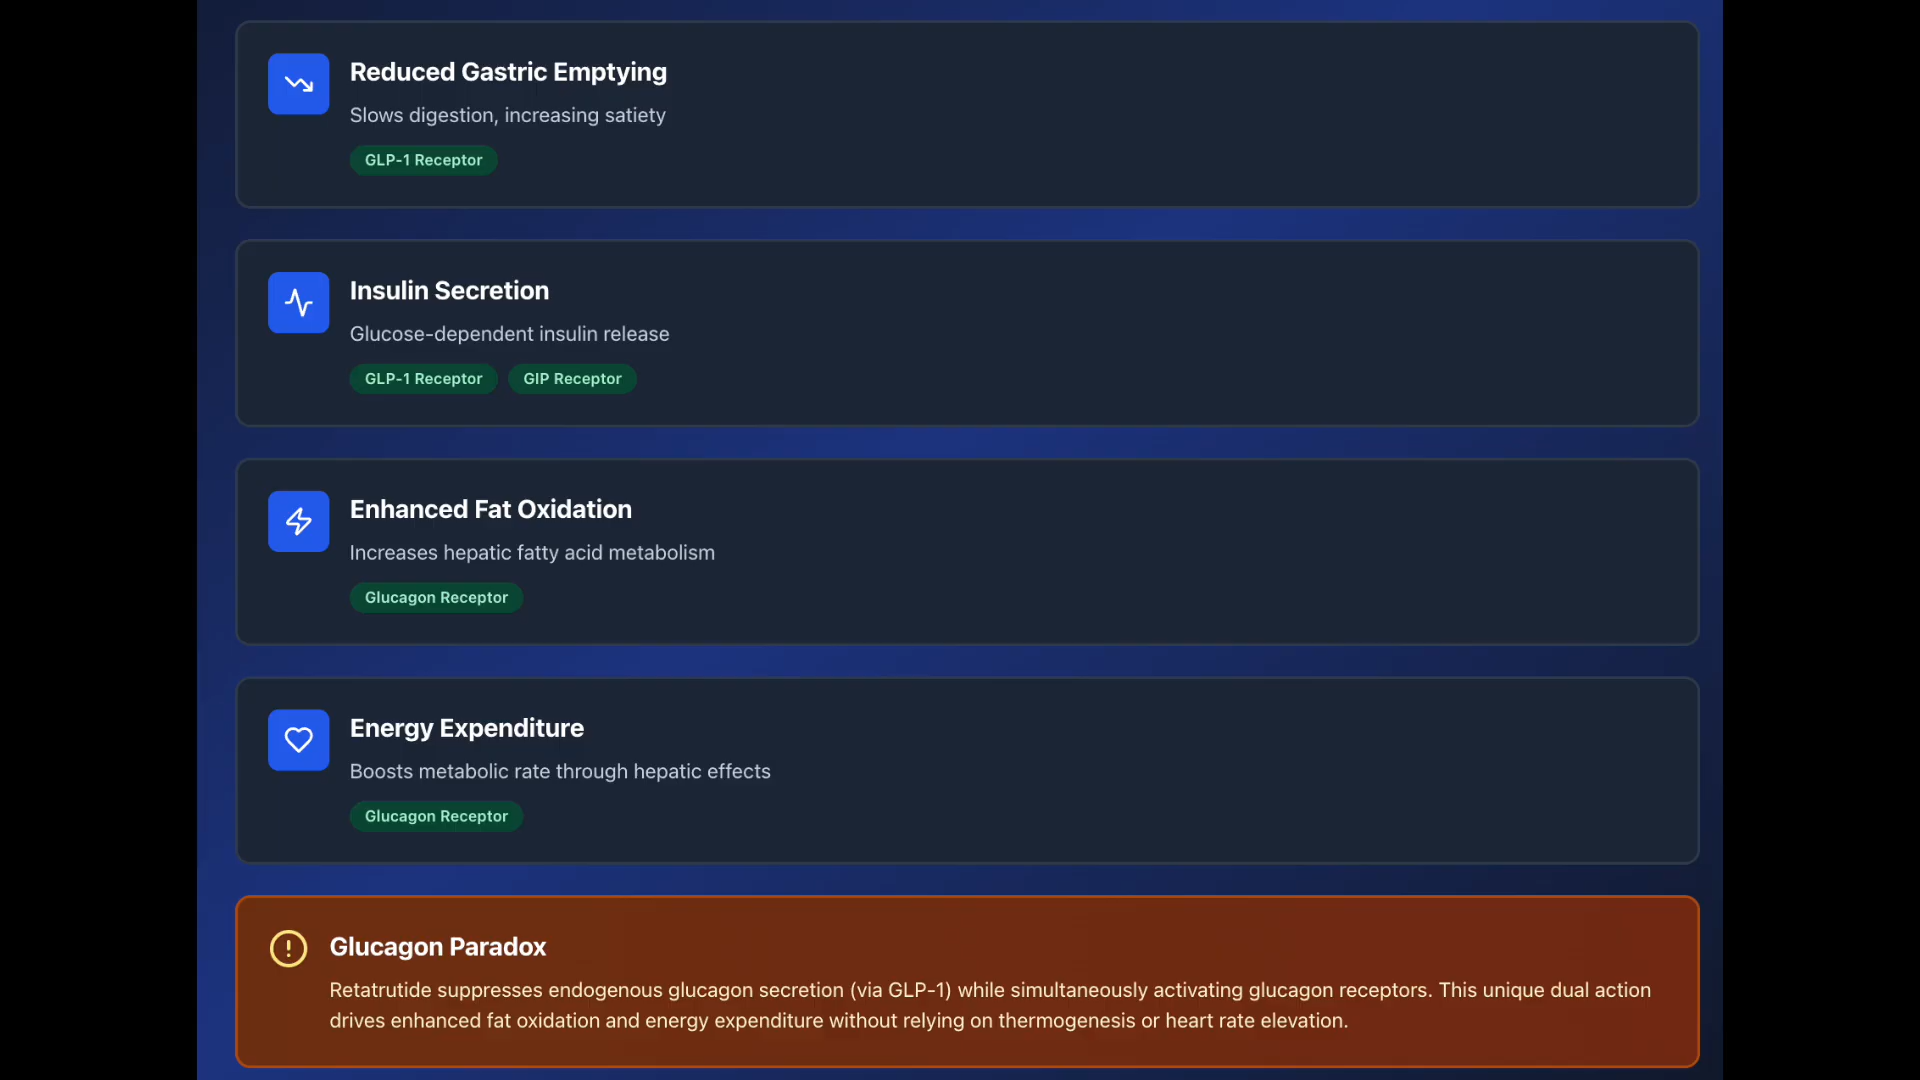 Reduced Gastric Emptying
Slows digestion, increasing satiety
GLP-1 Receptor
Insulin Secretion
Glucose-dependent insulin release
GLP-1 Receptor GIP Receptor
Enhanced Fat Oxidation
Increases hepatic fatty acid metabolism
Glucagon Receptor
Energy Expenditure
Boosts metabolic rate through hepatic effects
Glucagon Receptor
Glucagon Paradox
Retatrutide suppresses endogenous glucagon secretion (via GLP-1) while simultaneously activating glucagon receptors. This unique dual action
drives enhanced fat oxidation and energy expenditure without relying on thermogenesis or heart rate elevation.